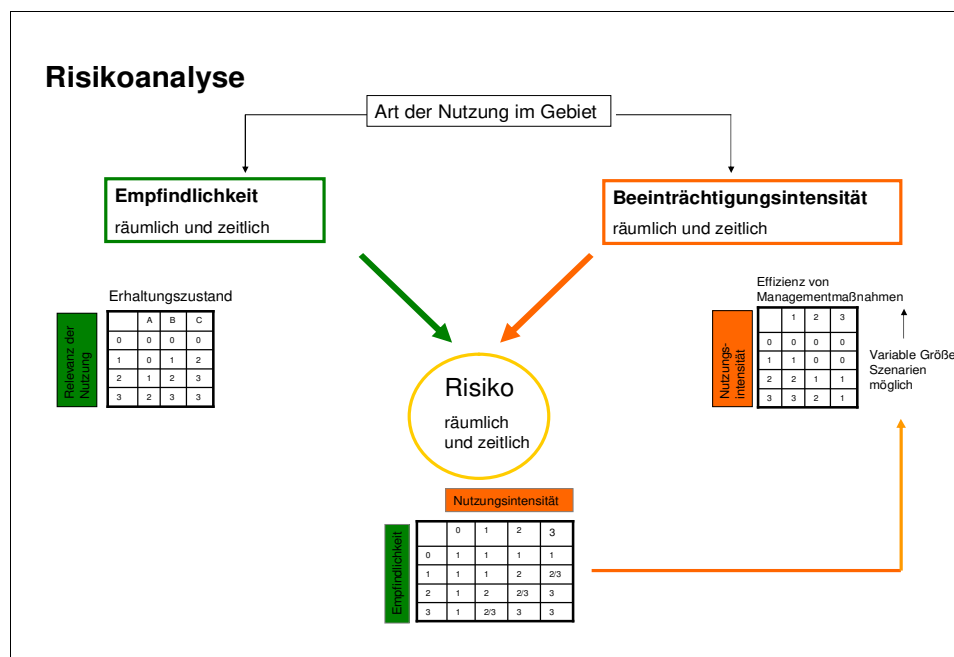 Risikoanalyse
Art der Nutzung im Gebiet
Empfindlichkeit
räumlich und zeitlich
Beeinträchtigungsintensität
räumlich und zeitlich
Erhaltungszustand
Relevanz der
Nutzung
A B C
0 0 0 0
1 0 1 2
2 1 2 3
3 2 3 3
Effizienz von
Managementmaßnahmen
Nutzungs-
intensität
1 2 3
0 0 0 0
1 1 0 0
2 2 1 1
3 3 2 1
Variable Größe
Szenarien
möglich
Risiko
räumlich
und zeitlich
Nutzungsintensität
Empfindlichkeit
0 1 2 3
0 1 1 1 1
1 1 1 2 2/3
2 1 2 2/3 3
3 1 2/3 3 3